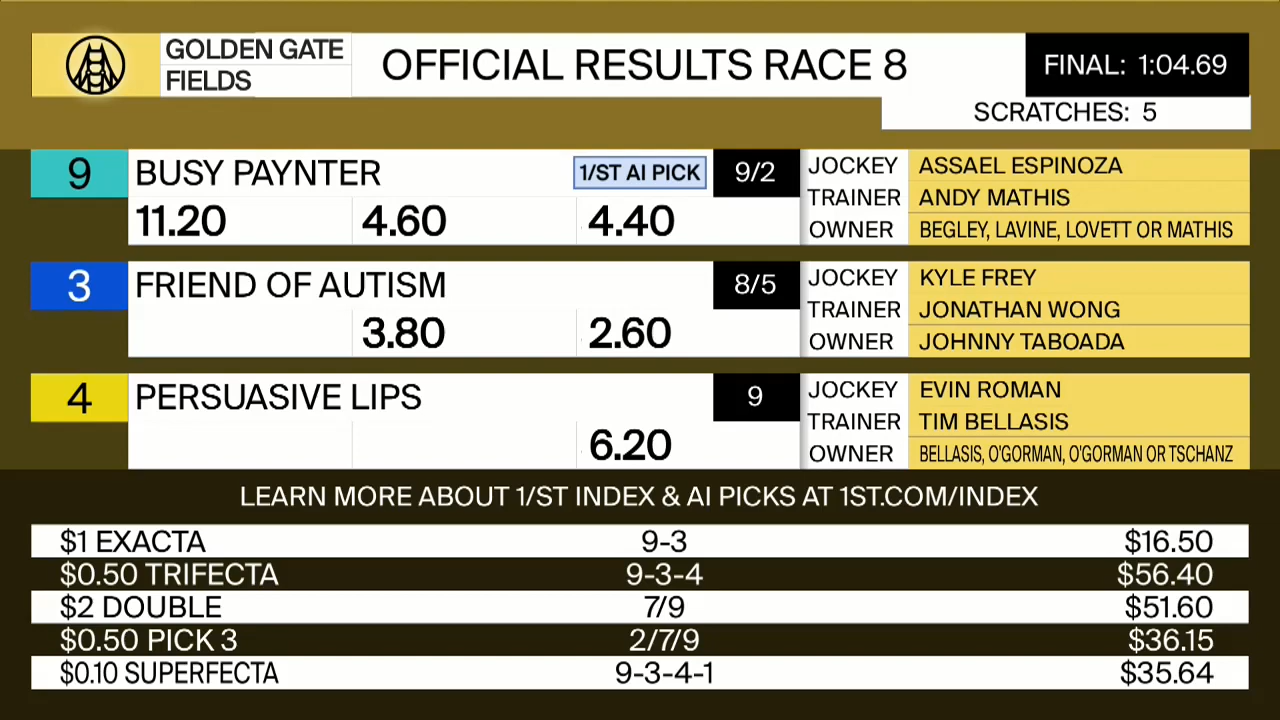 GOLDEN GATE
FIELDS
OFFICIAL RESULTS RACE 8
FINAL: 1:04.69
SCRATCHES: 5
9 BUSY PAYNTER 1/ST AI PICK 9/2
11.20 4.60 4.40
JOCKEY ASSAEL ESPINOZA
TRAINER ANDY MATHIS
OWNER BEGLEY, LAVINE, LOVETT OR MATHIS
3 FRIEND OF AUTISM 8/5
3.80 2.60
JOCKEY KYLE FREY
TRAINER JONATHAN WONG
OWNER JOHNNY TABOADA
4 PERSUASIVE LIPS 9
6.20
JOCKEY EVIN ROMAN
TRAINER TIM BELLASIS
OWNER BELLASIS, O'GORMAN, O'GORMAN OR TSCHANZ
LEARN MORE ABOUT 1/ST INDEX & AI PICKS AT 1ST.COM/INDEX
$1 EXACTA 9-3 $16.50
$0.50 TRIFECTA 9-3-4 $56.40
$2 DOUBLE 7/9 $51.60
$0.50 PICK 3 2/7/9 $36.15
$0.10 SUPERFECTA 9-3-4-1 $35.64